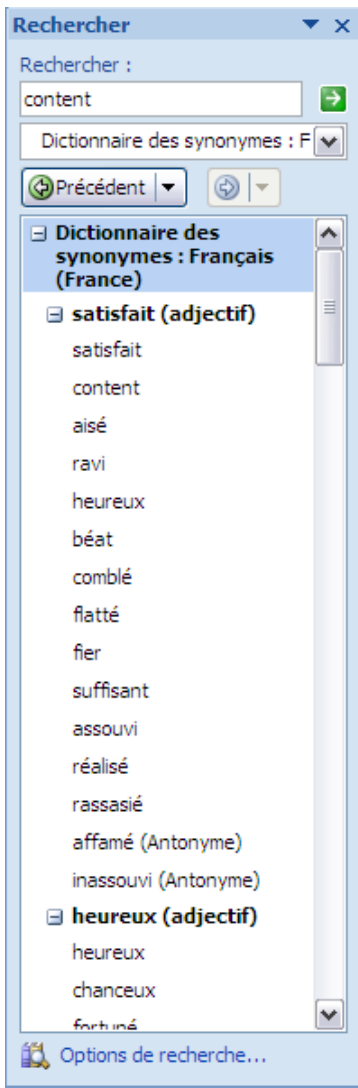 Rechercher
Rechercher :
content
Dictionnaire des synonymes : F
Précédent
Dictionnaire des
synonymes : Français
(France)
satisfait (adjectif)
satisfait
content
aisé
ravi
heureux
béat
comblé
flatté
fier
suffisant
assouvi
réalisé
rassasié
affamé (Antonyme)
inassouvi (Antonyme)
heureux (adjectif)
heureux
chanceux
fortuné
Options de recherche...